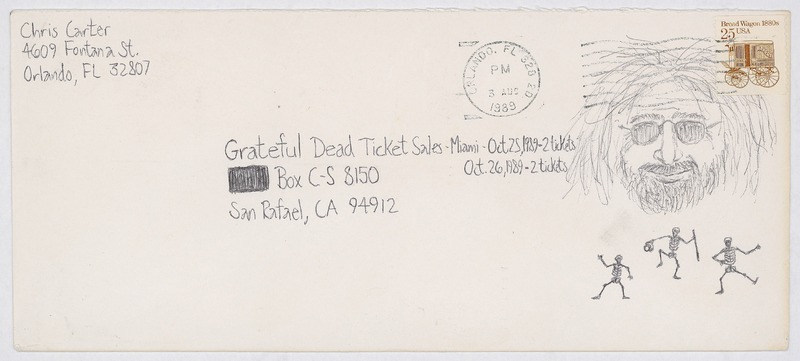 Chris Carter
4609 Fontana St.
Orlando, FL 32807
ORLANDO, FL 328
PM
3 AUG
1989
Bread Wagon 1880s
25 USA
Grateful Dead Ticket Sales - Miami - Oct. 25, 1989 - 2 tickets
Oct. 26, 1989 - 2 tickets
Box C-S 8150
San Rafael, CA 94912